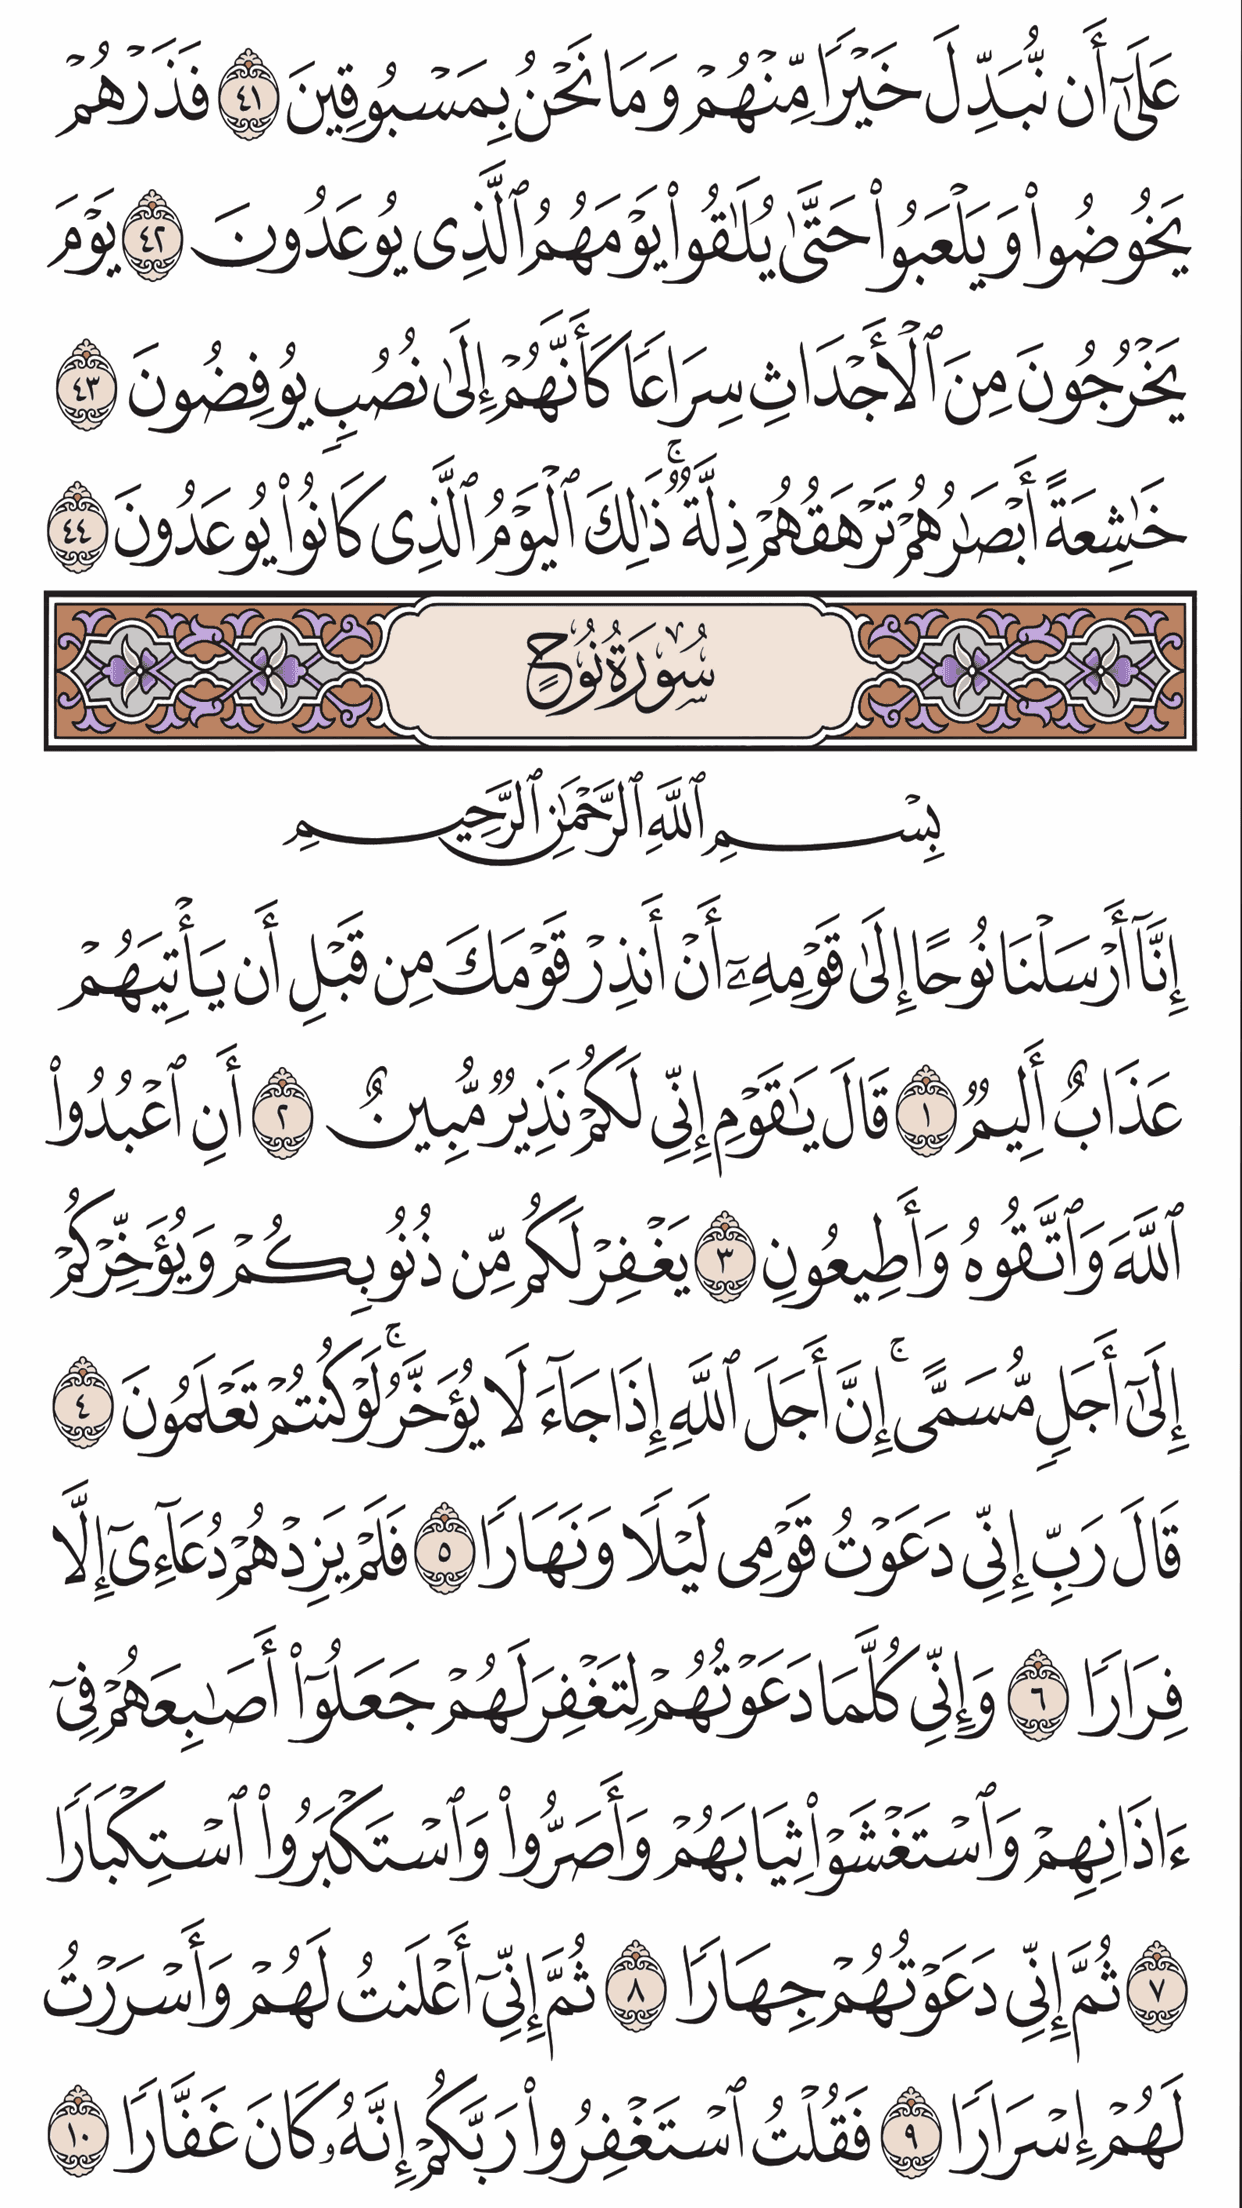 عَلَىٰٓ أَن نُّبَدِّلَ خَيۡرٗا مِّنۡهُمۡ وَمَا نَحۡنُ بِمَسۡبُوقِينَ ٤١ فَذَرۡهُمۡ
يَخُوضُواْ وَيَلۡعَبُواْ حَتَّىٰ يُلَٰقُواْ يَوۡمَهُمُ ٱلَّذِي يُوعَدُونَ ٤٢ يَوۡمَ
يَخۡرُجُونَ مِنَ ٱلۡأَجۡدَاثِ سِرَاعٗا كَأَنَّهُمۡ إِلَىٰ نُصُبٖ يُوفِضُونَ ٤٣
خَٰشِعَةً أَبۡصَٰرُهُمۡ تَرۡهَقُهُمۡ ذِلَّةٞۚ ذَٰلِكَ ٱلۡيَوۡمُ ٱلَّذِي كَانُواْ يُوعَدُونَ ٤٤
سُورَةُ نُوحٍ
بِسۡمِ ٱللَّهِ ٱلرَّحۡمَٰنِ ٱلرَّحِيمِ
إِنَّآ أَرۡسَلۡنَا نُوحًا إِلَىٰ قَوۡمِهِۦٓ أَنۡ أَنذِرۡ قَوۡمَكَ مِن قَبۡلِ أَن يَأۡتِيَهُمۡ
عَذَابٌ أَلِيمٞ ١ قَالَ يَٰقَوۡمِ إِنِّي لَكُمۡ نَذِيرٞ مُّبِينٌ ٢ أَنِ ٱعۡبُدُواْ
ٱللَّهَ وَٱتَّقُوهُ وَأَطِيعُونِ ٣ يَغۡفِرۡ لَكُم مِّن ذُنُوبِكُمۡ وَيُؤَخِّرۡكُمۡ
إِلَىٰٓ أَجَلٖ مُّسَمًّىۚ إِنَّ أَجَلَ ٱللَّهِ إِذَا جَآءَ لَا يُؤَخَّرُۚ لَوۡ كُنتُمۡ تَعۡلَمُونَ ٤
قَالَ رَبِّ إِنِّي دَعَوۡتُ قَوۡمِي لَيۡلٗا وَنَهَارٗا ٥ فَلَمۡ يَزِدۡهُمۡ دُعَآءِيٓ إِلَّا
فِرَارٗا ٦ وَإِنِّي كُلَّمَا دَعَوۡتُهُمۡ لِتَغۡفِرَ لَهُمۡ جَعَلُوٓاْ أَصَٰبِعَهُمۡ فِيٓ
ءَاذَانِهِمۡ وَٱسۡتَغۡشَوۡاْ ثِيَابَهُمۡ وَأَصَرُّواْ وَٱسۡتَكۡبَرُواْ ٱسۡتِكۡبَارٗا
٧ ثُمَّ إِنِّي دَعَوۡتُهُمۡ جِهَارٗا ٨ ثُمَّ إِنِّيٓ أَعۡلَنتُ لَهُمۡ وَأَسۡرَرۡتُ
لَهُمۡ إِسۡرَارٗا ٩ فَقُلۡتُ ٱسۡتَغۡفِرُواْ رَبَّكُمۡ إِنَّهُۥ كَانَ غَفَّارٗا ١٠